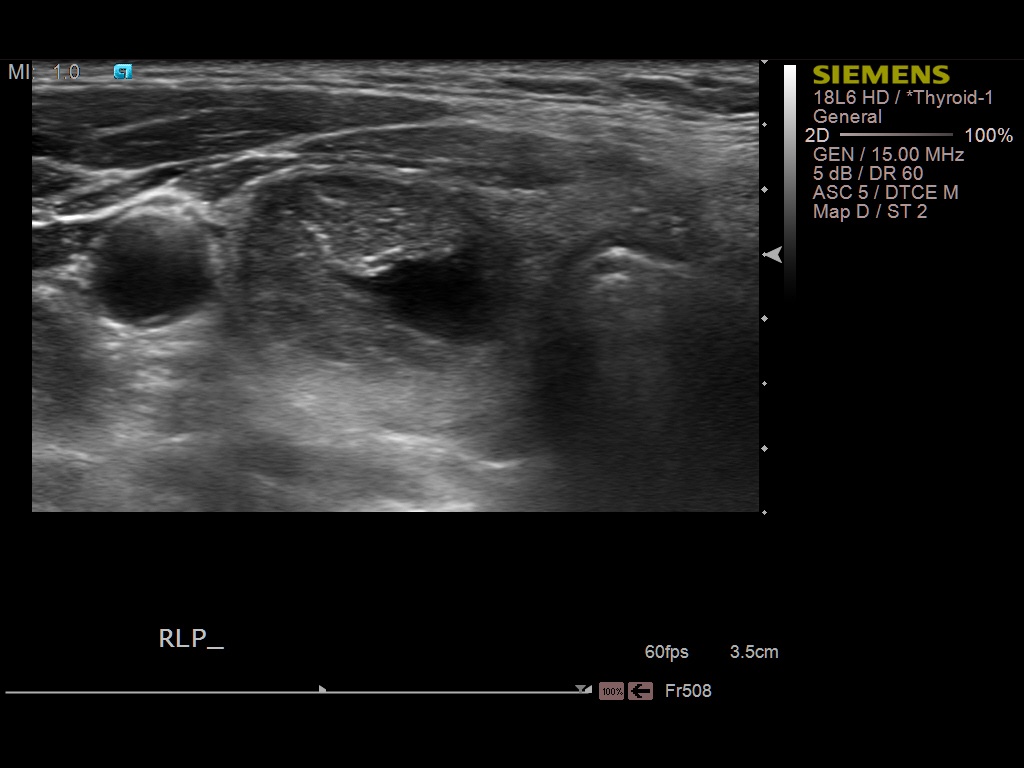 MI: 1.0
SIEMENS
18L6 HD / *Thyroid-1
General
2D 100%
GEN / 15.00 MHz
5 dB / DR 60
ASC 5 / DTCE M
Map D / ST 2
RLP_
60fps 3.5cm
100% Fr508